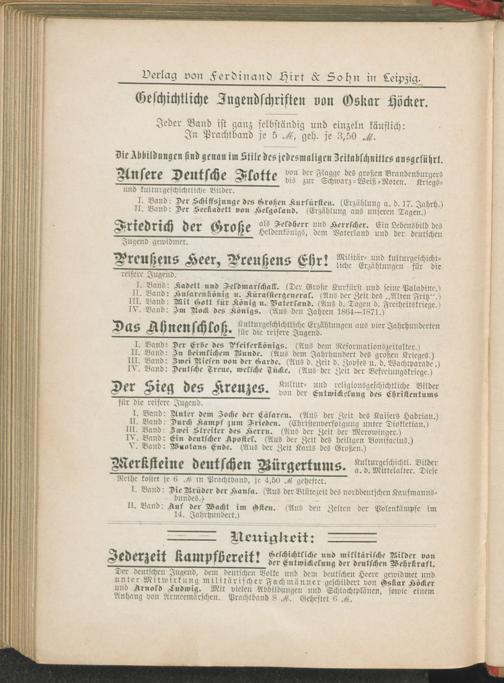 Verlag von Ferdinand Hirt & Sohn in Leipzig.
Geschichtliche Jugendschriften von Oskar Höcker.
Jeder Band ist ganz selbständig und einzeln käuflich:
In Prachtband je 5 ℳ, geh. je 3,50 ℳ.
Die Abbildungen sind genau im Stile des jedesmaligen Zeitabschnittes ausgeführt.
Unsere Deutsche Flotte von der Flagge des großen Brandenburgers
bis zur Schwarz-Weiß-Roten. Kriegs-
und kulturgeschichtliche Bilder.
I. Band: Der Schiffsjunge des Großen Kurfürsten. (Erzählung a. d. 17. Jahrh.)
II. Band: Der Seekadett von Helgoland. (Erzählung aus unseren Tagen.)
Friedrich der Große als Feldherr und Herrscher. Ein Lebensbild des
Heldenkönigs, dem Vaterland und der deutschen
Jugend gewidmet.
Preußens Heer, Preußens Ehr! Militär- und kulturgeschicht-
liche Erzählungen für die
reifere Jugend.
I. Band: Kadett und Feldmarschall. (Der Große Kurfürst und seine Paladine.)
II. Band: Husarenkönig u. Kürassiergeneral. (Aus der Zeit des „Alten Fritz“.)
III. Band: Mit Gott für König u. Vaterland. (Aus d. Tagen d. Freiheitskriege.)
IV. Band: Im Rock des Königs. (Aus den Jahren 1864—1871.)
Das Ahnenschloß. Kulturgeschichtliche Erzählungen aus vier Jahrhunderten
für die reifere Jugend.
I. Band: Der Erbe des Pfeiferkönigs. (Aus dem Reformationszeitalter.)
II. Band: In heimlichem Bunde. (Aus dem Jahrhundert des großen Krieges.)
III. Band: Zwei Riesen von der Garde. (Aus d. Zeit d. Zopfes u. d. Wachtparade.)
IV. Band: Deutsche Treue, welsche Tücke. (Aus der Zeit der Befreiungskriege.)
Der Sieg des Kreuzes. Kultur- und religionsgeschichtliche Bilder
von der Entwickelung des Christentums
für die reifere Jugend.
I. Band: Unter dem Joche der Cäsaren. (Aus der Zeit des Kaisers Hadrian.)
II. Band: Durch Kampf zum Frieden. (Christenverfolgung unter Diokletian.)
III. Band: Zwei Streiter des Herrn. (Aus der Zeit der Merowinger.)
IV. Band: Ein deutscher Apostel. (Aus der Zeit des heiligen Bonifacius.)
V. Band: Wuotans Ende. (Aus der Zeit Karls des Großen.)
Merksteine deutschen Bürgertums. Kulturgeschichtl. Bilder
a. d. Mittelalter. Diese
Reihe kostet je 6 ℳ in Prachtband, je 4,50 ℳ geheftet.
I. Band: Die Brüder der Hansa. (Aus der Blütezeit des norddeutschen Kaufmanns-
bundes.)
II. Band: Auf der Wacht im Osten. (Aus den Zeiten der Polenkämpfe im
14. Jahrhundert.)
Neuigkeit:
Jederzeit kampfbereit! Geschichtliche und militärische Bilder von
der Entwickelung der deutschen Wehrkraft.
Der deutschen Jugend, dem deutschen Volke und dem deutschen Heere gewidmet und
unter Mitwirkung militärischer Fachmänner geschildert von Oskar Höcker
und Arnold Ludwig. Mit vielen Abbildungen und Schlachtplänen, sowie einem
Anhang von Armeemärschen. Prachtband 8 ℳ. Geheftet 6 ℳ.